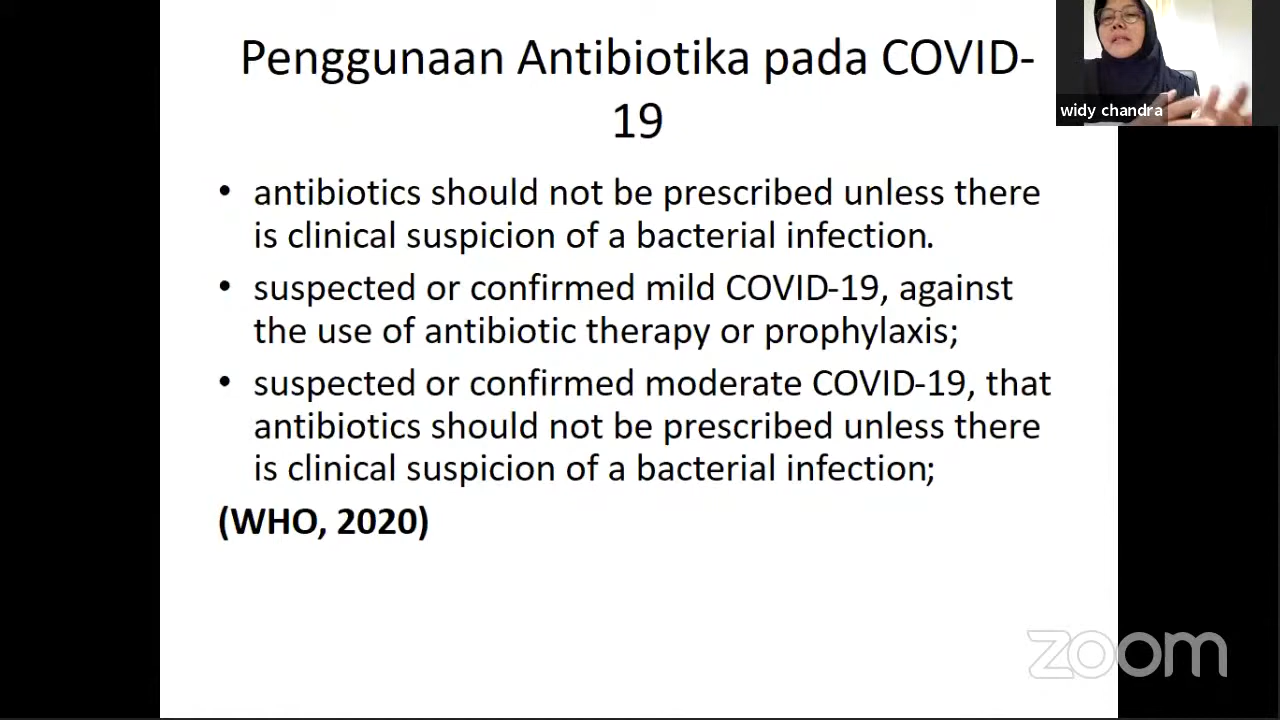 Penggunaan Antibiotika pada COVID-
19
widy chandra
• antibiotics should not be prescribed unless there
is clinical suspicion of a bacterial infection.
• suspected or confirmed mild COVID-19, against
the use of antibiotic therapy or prophylaxis;
• suspected or confirmed moderate COVID-19, that
antibiotics should not be prescribed unless there
is clinical suspicion of a bacterial infection;
(WHO, 2020)
zoom